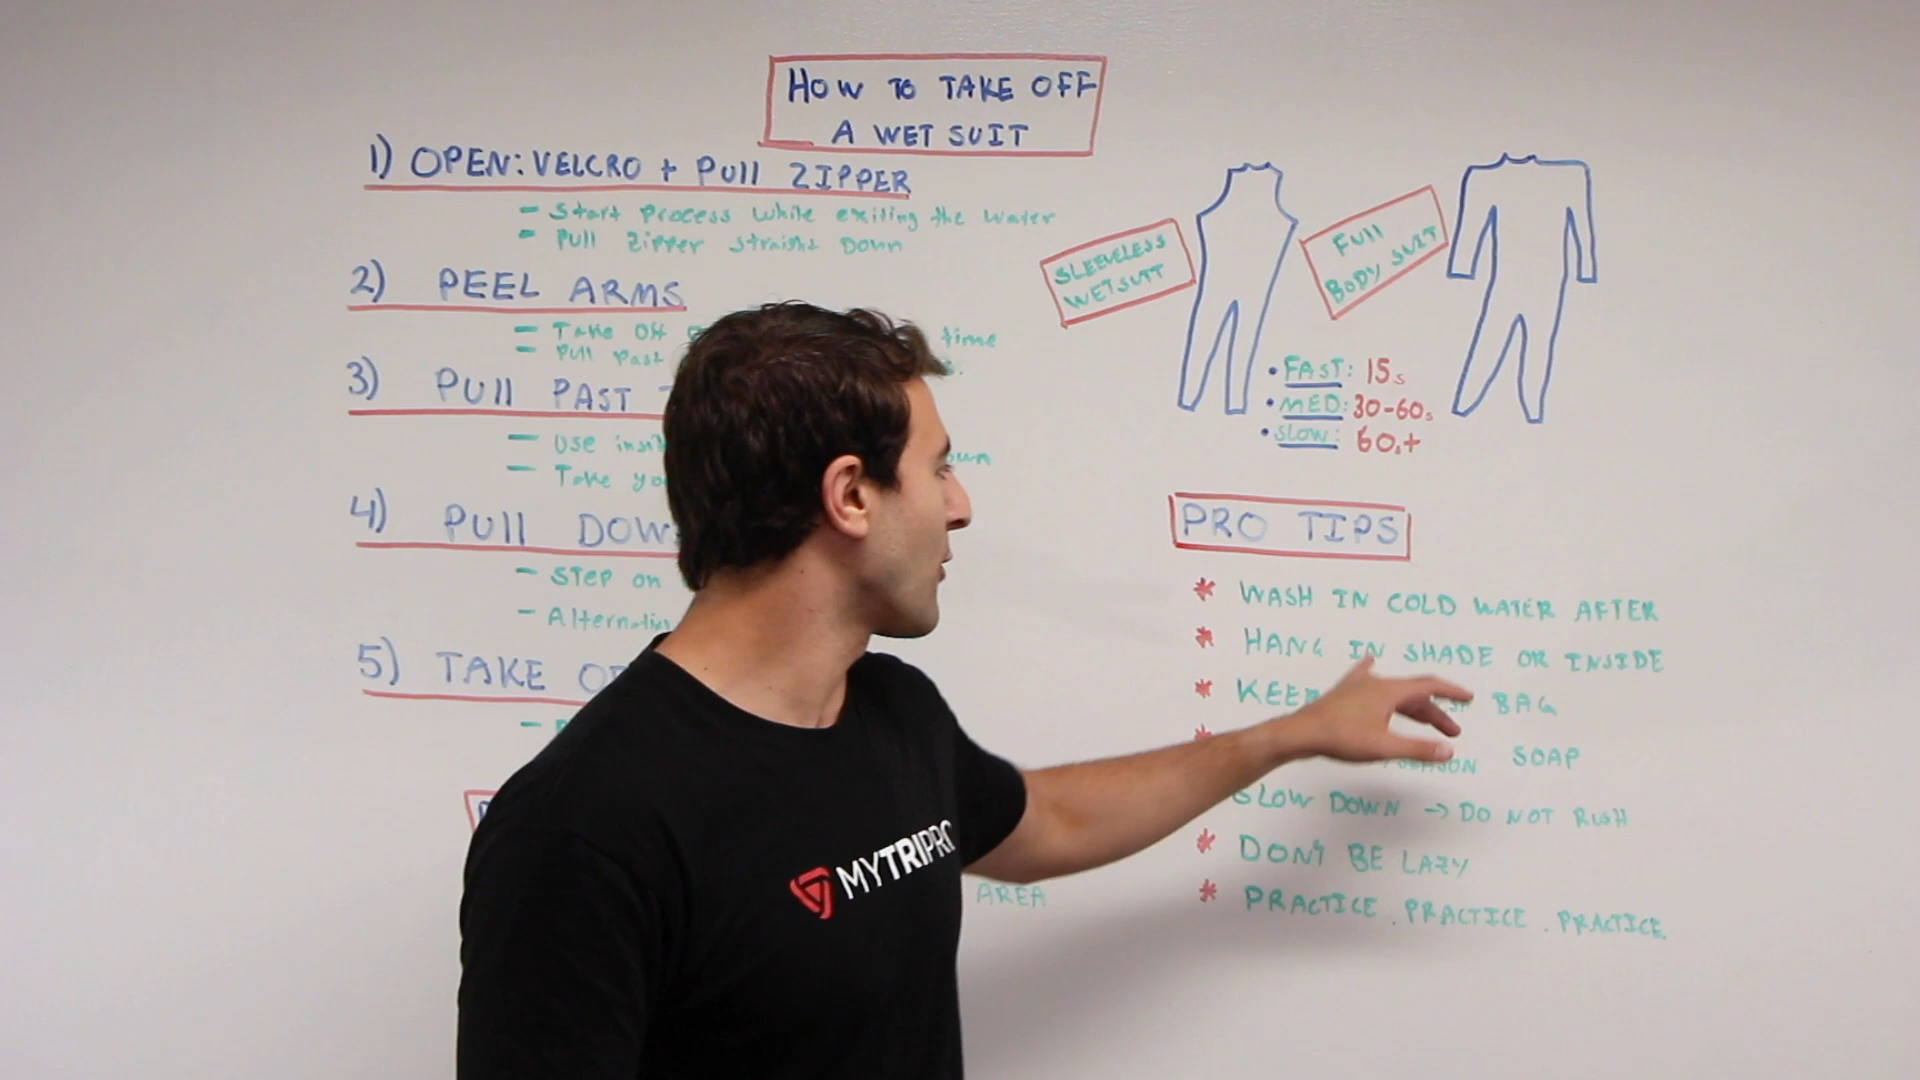 HOW TO TAKE OFF
A WET SUIT
1) OPEN: VELCRO + PUll ZIPPER
- Start Process While exiting the Water
- Pull Zipper Straight Down
2) PEEL ARMS
- Take Off time
- Pull Past
3) PUll PAST
- Use
- Take
4) PUll DOWN
- STEP on
- Alternating
5) TAKE
AREA
SLEEVELESS
WETSUIT
FUll
BODY SUIT
• FAST: 15s
• MED: 30-60s
• Slow: 60s+
PRO TIPS
* WASH IN COLD WATER AFTER
* HANG IN SHADE OR INSIDE
* KEEP BAG
* SEASON SOAP
SLOW DOWN -> DO NOT RUSH
* DON'T BE LAZY
* PRACTICE. PRACTICE. PRACTICE.
MYTRIPRO